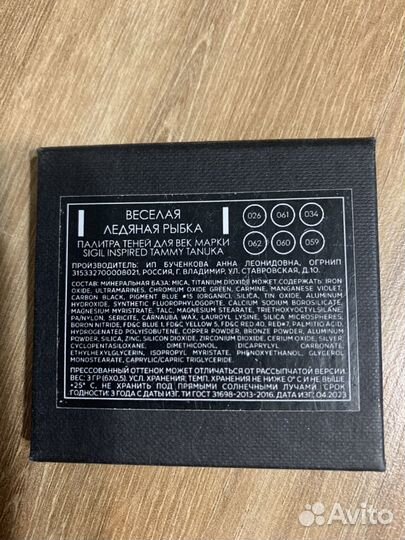 ВЕСЕЛАЯ
ЛЕДЯНАЯ РЫБКА
ПАЛИТРА ТЕНЕЙ ДЛЯ ВЕК МАРКИ
SIGIL INSPIRED TAMMY TANUKA
026 061 034
062 060 059
ПРОИЗВОДИТЕЛЬ: ИП БУЧЕНКОВА АННА ЛЕОНИДОВНА, ОГРНИП
315332700008021, РОССИЯ, Г. ВЛАДИМИР, УЛ. СТАВРОВСКАЯ, Д.10.
СОСТАВ: МИНЕРАЛЬНАЯ БАЗА: MICA, TITANIUM DIOXIDE МОЖЕТ.СОДЕРЖАТЬ: IRON
OXIDE, ULTRAMARINES, CHROMIUM OXIDE GREEN, CARMINE, MANGANESE VIOLET,
CARBON BLACK, PIGMENT BLUE #15 (ORGANIC), SILICA, TIN OXIDE, ALUMINUM
HYDROXIDE, SYNTHETIC FLUORPHLOGOPITE, CALCIUM SODIUM BOROSILICATE,
MAGNESIUM MYRISTRATE, TALC, MAGNESIUM STEARATE, TRIETHOXYCAPRYLYLSILANE,
PA/NYLON, SERICITE, CARNAUBA WAX, LAUROYL LYSINE, SILICA MICROSPHERES,
BORON NITRIDE, FD&C BLUE 1, FD&C YELLOW 5, FD&C RED 40, RED#7, PALMITIC ACID,
HYDROGENATED POLYISOBUTENE, COPPER POWDER, BRONZE POWDER, ALUMINUM
POWDER, SILICA, ZINC, SILICON DIOXIDE, ZIRCONIUM DIOXIDE, CERIUM OXIDE, SILVER,
CYCLOPENTASILOXANE, DIMETHICONOL, DICAPRYLYL CARBONATE,
ETHYLHEXYLGLYCERIN, ISOPROPYL MYRISTATE, PHENOXYETHANOL, GLYCEROL
MONOSTEARATE, CAPRYLIC/CAPRIC TRIGLYCERIDE.
ПРЕССОВАННЫЙ ОТТЕНОК МОЖЕТ ОТЛИЧАТЬСЯ ОТ РАССЫПЧАТОЙ ВЕРСИИ.
ВЕС: 3 ГР (6Х0,5). УСЛ. ХРАНЕНИЯ: ТЕМП. ХРАНЕНИЯ НЕ НИЖЕ 0° С И НЕ ВЫШЕ
+25° С, НЕ ХРАНИТЬ ПОД ПРЯМЫМИ СОЛНЕЧНЫМИ ЛУЧАМИ. СРОК
ГОДНОСТИ: 3 ГОДА С ДАТЫ ИЗГ. ТИ ГОСТ 31698-2013-2016. ДАТА ИЗГ: 04.2023
Avito